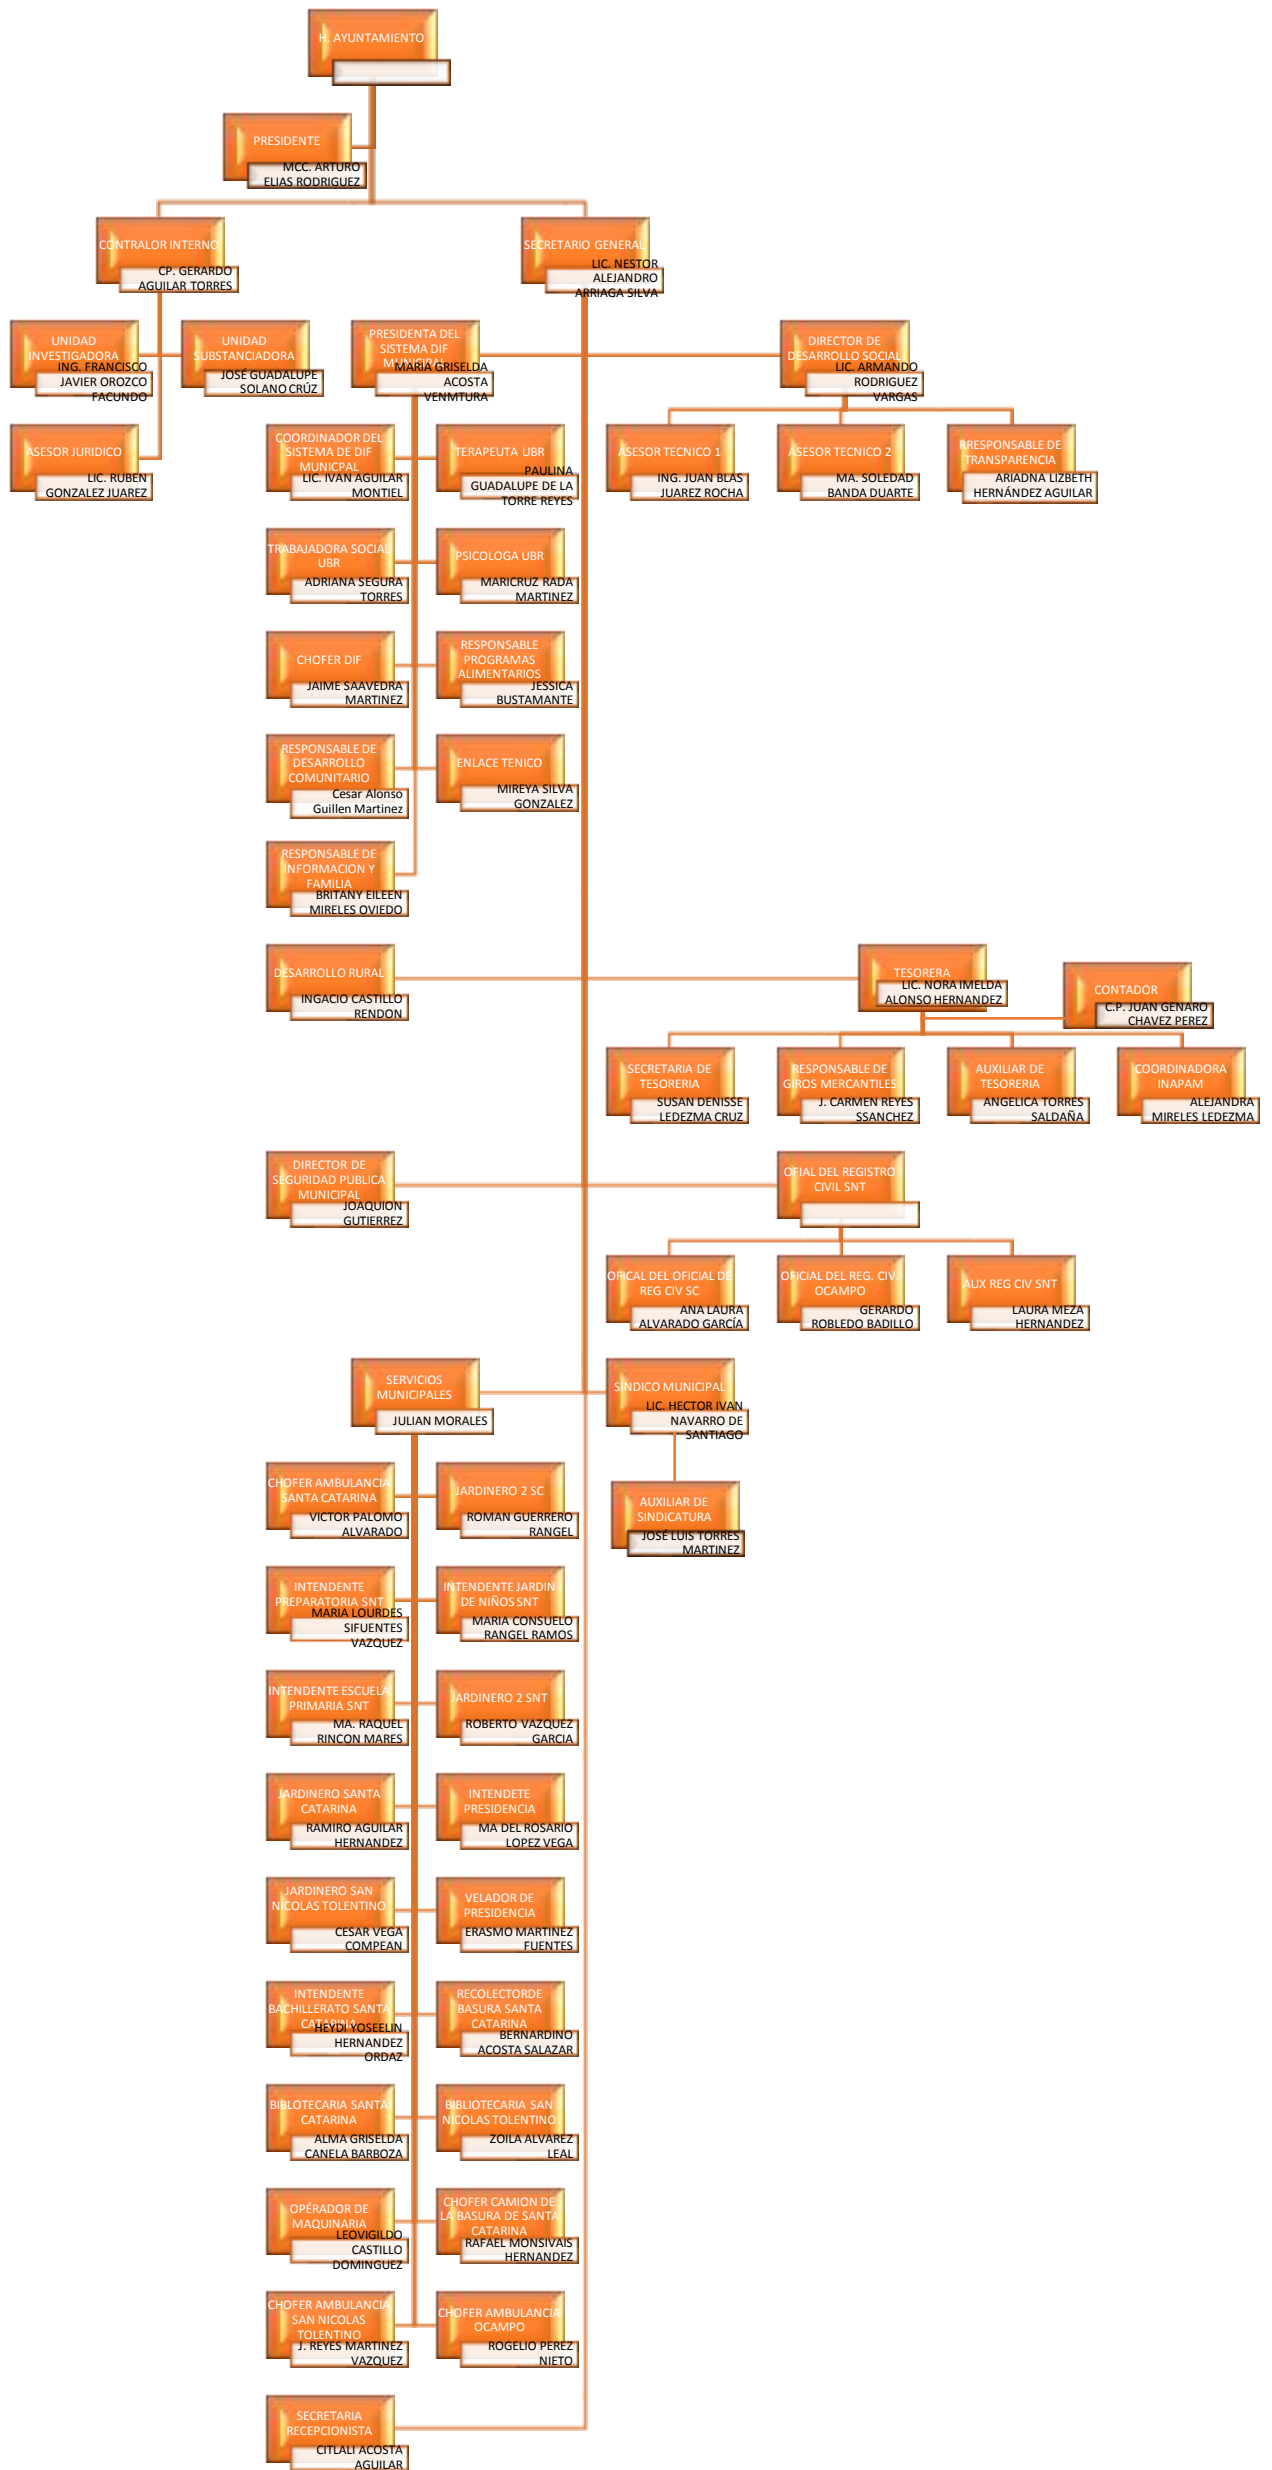 H. AYUNTAMIENTO
PRESIDENTE
MCC. ARTURO
ELIAS RODRIGUEZ
CONTRALOR INTERNO
CP. GERARDO
AGUILAR TORRES
SECRETARIO GENERAL
LIC. NESTOR
ALEJANDRO
ARRIAGA SILVA
UNIDAD
INVESTIGADORA
ING. FRANCISCO
JAVIER OROZCO
FACUNDO
UNIDAD
SUBSTANCIADORA
JOSÉ GUADALUPE
SOLANO CRÚZ
PRESIDENTA DEL
SISTEMA DIF
MUNICIPAL
MARIA GRISELDA
ACOSTA
VENMTURA
DIRECTOR DE
DESARROLLO SOCIAL
LIC. ARMANDO
RODRIGUEZ
VARGAS
ASESOR JURIDICO
LIC. RUBEN
GONZALEZ JUAREZ
COORDINADOR DEL
SISTEMA DE DIF
MUNICPAL
LIC. IVAN AGUILAR
MONTIEL
TERAPEUTA UBR
PAULINA
GUADALUPE DE LA
TORRE REYES
ASESOR TECNICO 1
ING. JUAN BLAS
JUAREZ ROCHA
ASESOR TECNICO 2
MA. SOLEDAD
BANDA DUARTE
RRESPONSABLE DE
TRANSPARENCIA
ARIADNA LIZBETH
HERNÁNDEZ AGUILAR
TRABAJADORA SOCIAL
UBR
ADRIANA SEGURA
TORRES
PSICOLOGA UBR
MARICRUZ RADA
MARTINEZ
CHOFER DIF
JAIME SAAVEDRA
MARTINEZ
RESPONSABLE
PROGRAMAS
ALIMENTARIOS
JESSICA
BUSTAMANTE
RESPONSABLE DE
DESARROLLO
COMUNITARIO
Cesar Alonso
Guillen Martinez
ENLACE TENICO
MIREYA SILVA
GONZALEZ
RESPONSABLE DE
INFORMACION Y
FAMILIA
BRITANY EILEEN
MIRELES OVIEDO
DESARROLLO RURAL
INGACIO CASTILLO
RENDON
TESORERA
LIC. NORA IMELDA
ALONSO HERNANDEZ
CONTADOR
C.P. JUAN GENARO
CHAVEZ PEREZ
SECRETARIA DE
TESORERIA
SUSAN DENISSE
LEDEZMA CRUZ
RESPONSABLE DE
GIROS MERCANTILES
J. CARMEN REYES
SSANCHEZ
AUXILIAR DE
TESORERIA
ANGELICA TORRES
SALDAÑA
COORDINADORA
INAPAM
ALEJANDRA
MIRELES LEDEZMA
DIRECTOR DE
SEGURIDAD PUBLICA
MUNICIPAL
JOAQUION
GUTIERREZ
OFIAL DEL REGISTRO
CIVIL SNT
OFICAL DEL OFICIAL DE
REG CIV SC
ANA LAURA
ALVARADO GARCÍA
OFICIAL DEL REG. CIV.
OCAMPO
GERARDO
ROBLEDO BADILLO
AUX REG CIV SNT
LAURA MEZA
HERNANDEZ
SERVICIOS
MUNICIPALES
JULIAN MORALES
SINDICO MUNICIPAL
LIC. HECTOR IVAN
NAVARRO DE
SANTIAGO
CHOFER AMBULANCIA
SANTA CATARINA
VICTOR PALOMO
ALVARADO
JARDINERO 2 SC
ROMAN GUERRERO
RANGEL
AUXILIAR DE
SINDICATURA
JOSÉ LUIS TORRES
MARTINEZ
INTENDENTE
PREPARATORIA SNT
MARIA LOURDES
SIFUENTES
VAZQUEZ
INTENDENTE JARDIN
DE NIÑOS SNT
MARIA CONSUELO
RANGEL RAMOS
INTENDENTE ESCUELA
PRIMARIA SNT
MA. RAQUEL
RINCON MARES
JARDINERO 2 SNT
ROBERTO VAZQUEZ
GARCIA
JARDINERO SANTA
CATARINA
RAMIRO AGUILAR
HERNANDEZ
INTENDETE
PRESIDENCIA
MA DEL ROSARIO
LOPEZ VEGA
JARDINERO SAN
NICOLAS TOLENTINO
CESAR VEGA
COMPEAN
VELADOR DE
PRESIDENCIA
ERASMO MARTINEZ
FUENTES
INTENDENTE
BACHILLERATO SANTA
CATARINA
HEYDI YOSEELIN
HERNANDEZ
ORDAZ
RECOLECTORDE
BASURA SANTA
CATARINA
BERNARDINO
ACOSTA SALAZAR
BIBLOTECARIA SANTA
CATARINA
ALMA GRISELDA
CANELA BARBOZA
BIBLIOTECARIA SAN
NICOLAS TOLENTINO
ZOILA ALVAREZ
LEAL
OPÉRADOR DE
MAQUINARIA
LEOVIGILDO
CASTILLO
DOMINGUEZ
CHOFER CAMION DE
LA BASURA DE SANTA
CATARINA
RAFAEL MONSIVAIS
HERNANDEZ
CHOFER AMBULANCIA
SAN NICOLAS
TOLENTINO
J. REYES MARTINEZ
VAZQUEZ
CHOFER AMBULANCIA
OCAMPO
ROGELIO PEREZ
NIETO
SECRETARIA
RECEPCIONISTA
CITLALI ACOSTA
AGUILAR